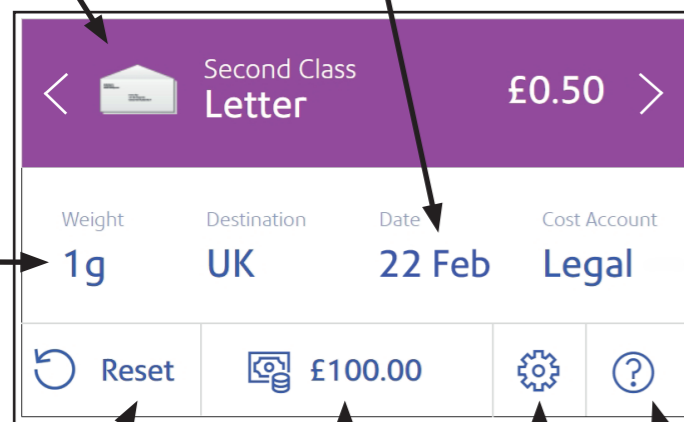 Second Class
Letter
£0.50
Weight Destination Date Cost Account
1g UK 22 Feb Legal
Reset £100.00